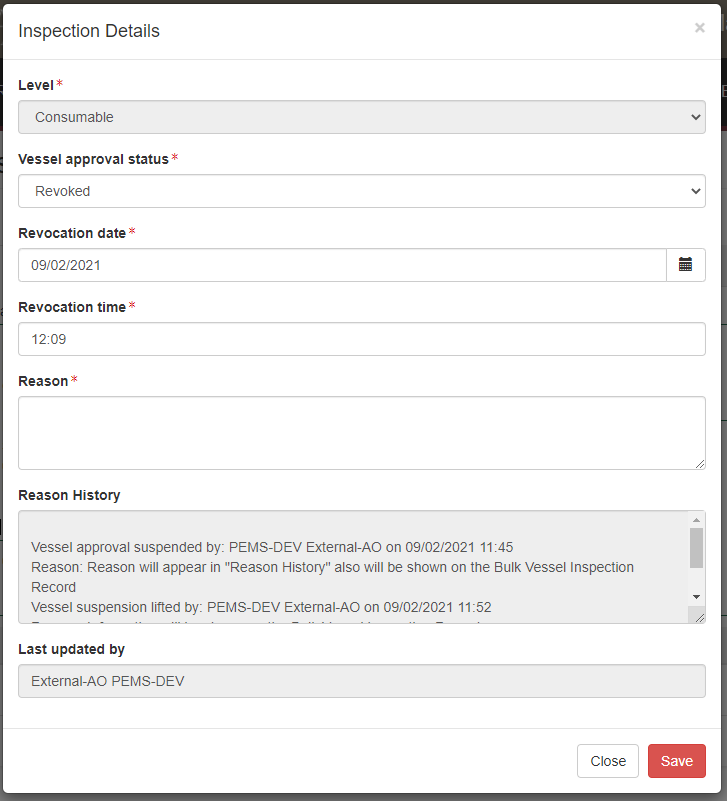 Inspection Details
×
Level*
Consumable
Vessel approval status*
Revoked
Revocation date*
09/02/2021
Revocation time*
12:09
Reason*
Reason History
Vessel approval suspended by: PEMS-DEV External-AO on 09/02/2021 11:45
Reason: Reason will appear in "Reason History" also will be shown on the Bulk Vessel Inspection
Record
Vessel suspension lifted by: PEMS-DEV External-AO on 09/02/2021 11:52
Last updated by
External-AO PEMS-DEV
Close
Save